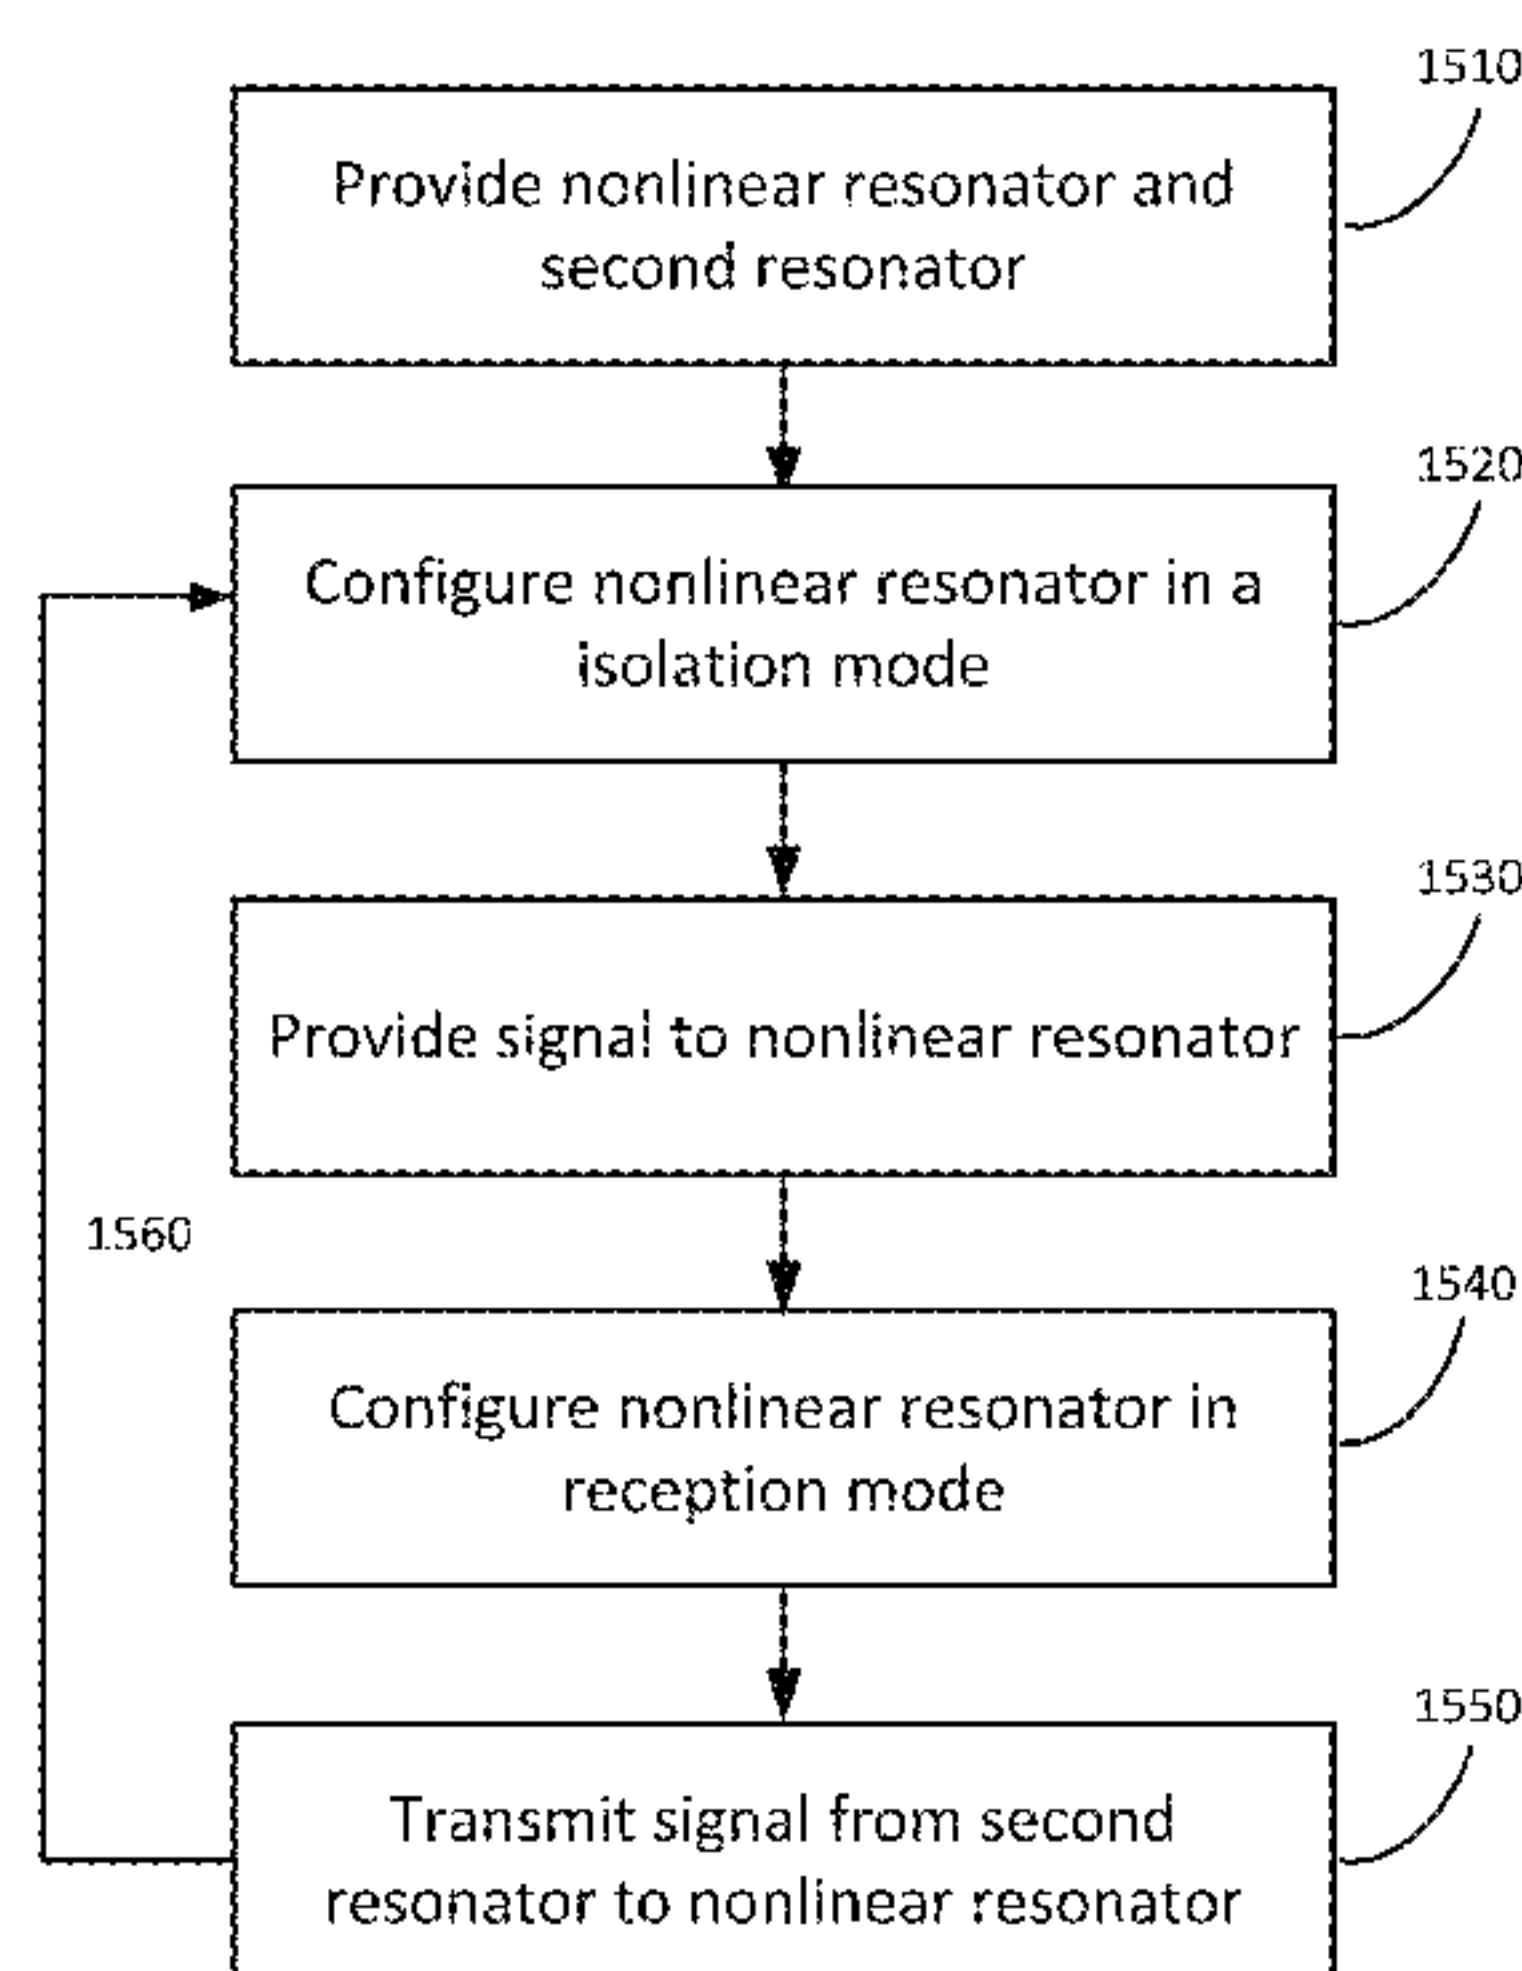 1510
Provide nonlinear resonator and
second resonator
1520
Configure nonlinear resonator in a
isolation mode
1530
Provide signal to nonlinear resonator
1560
1540
Configure nonlinear resonator in
reception mode
1550
Transmit signal from second
resonator to nonlinear resonator